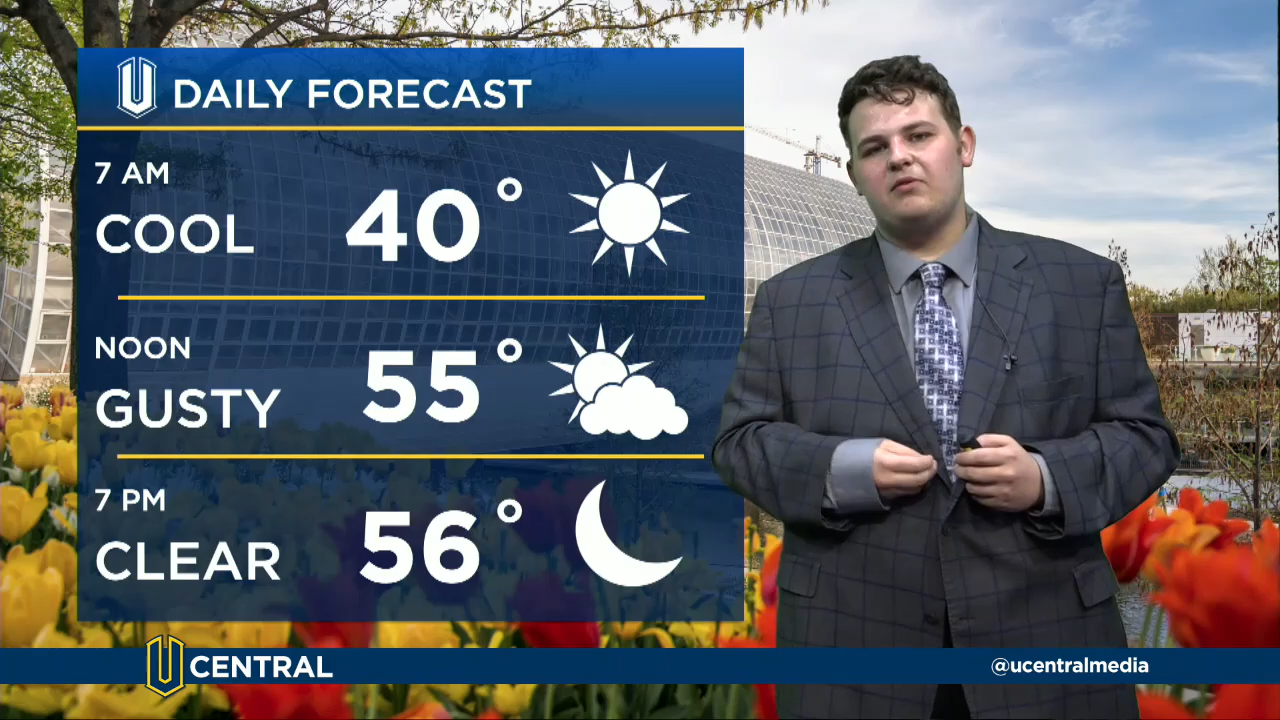 U DAILY FORECAST
7 AM
COOL 40°
NOON
GUSTY 55°
7 PM
CLEAR 56°
U CENTRAL
@ucentralmedia